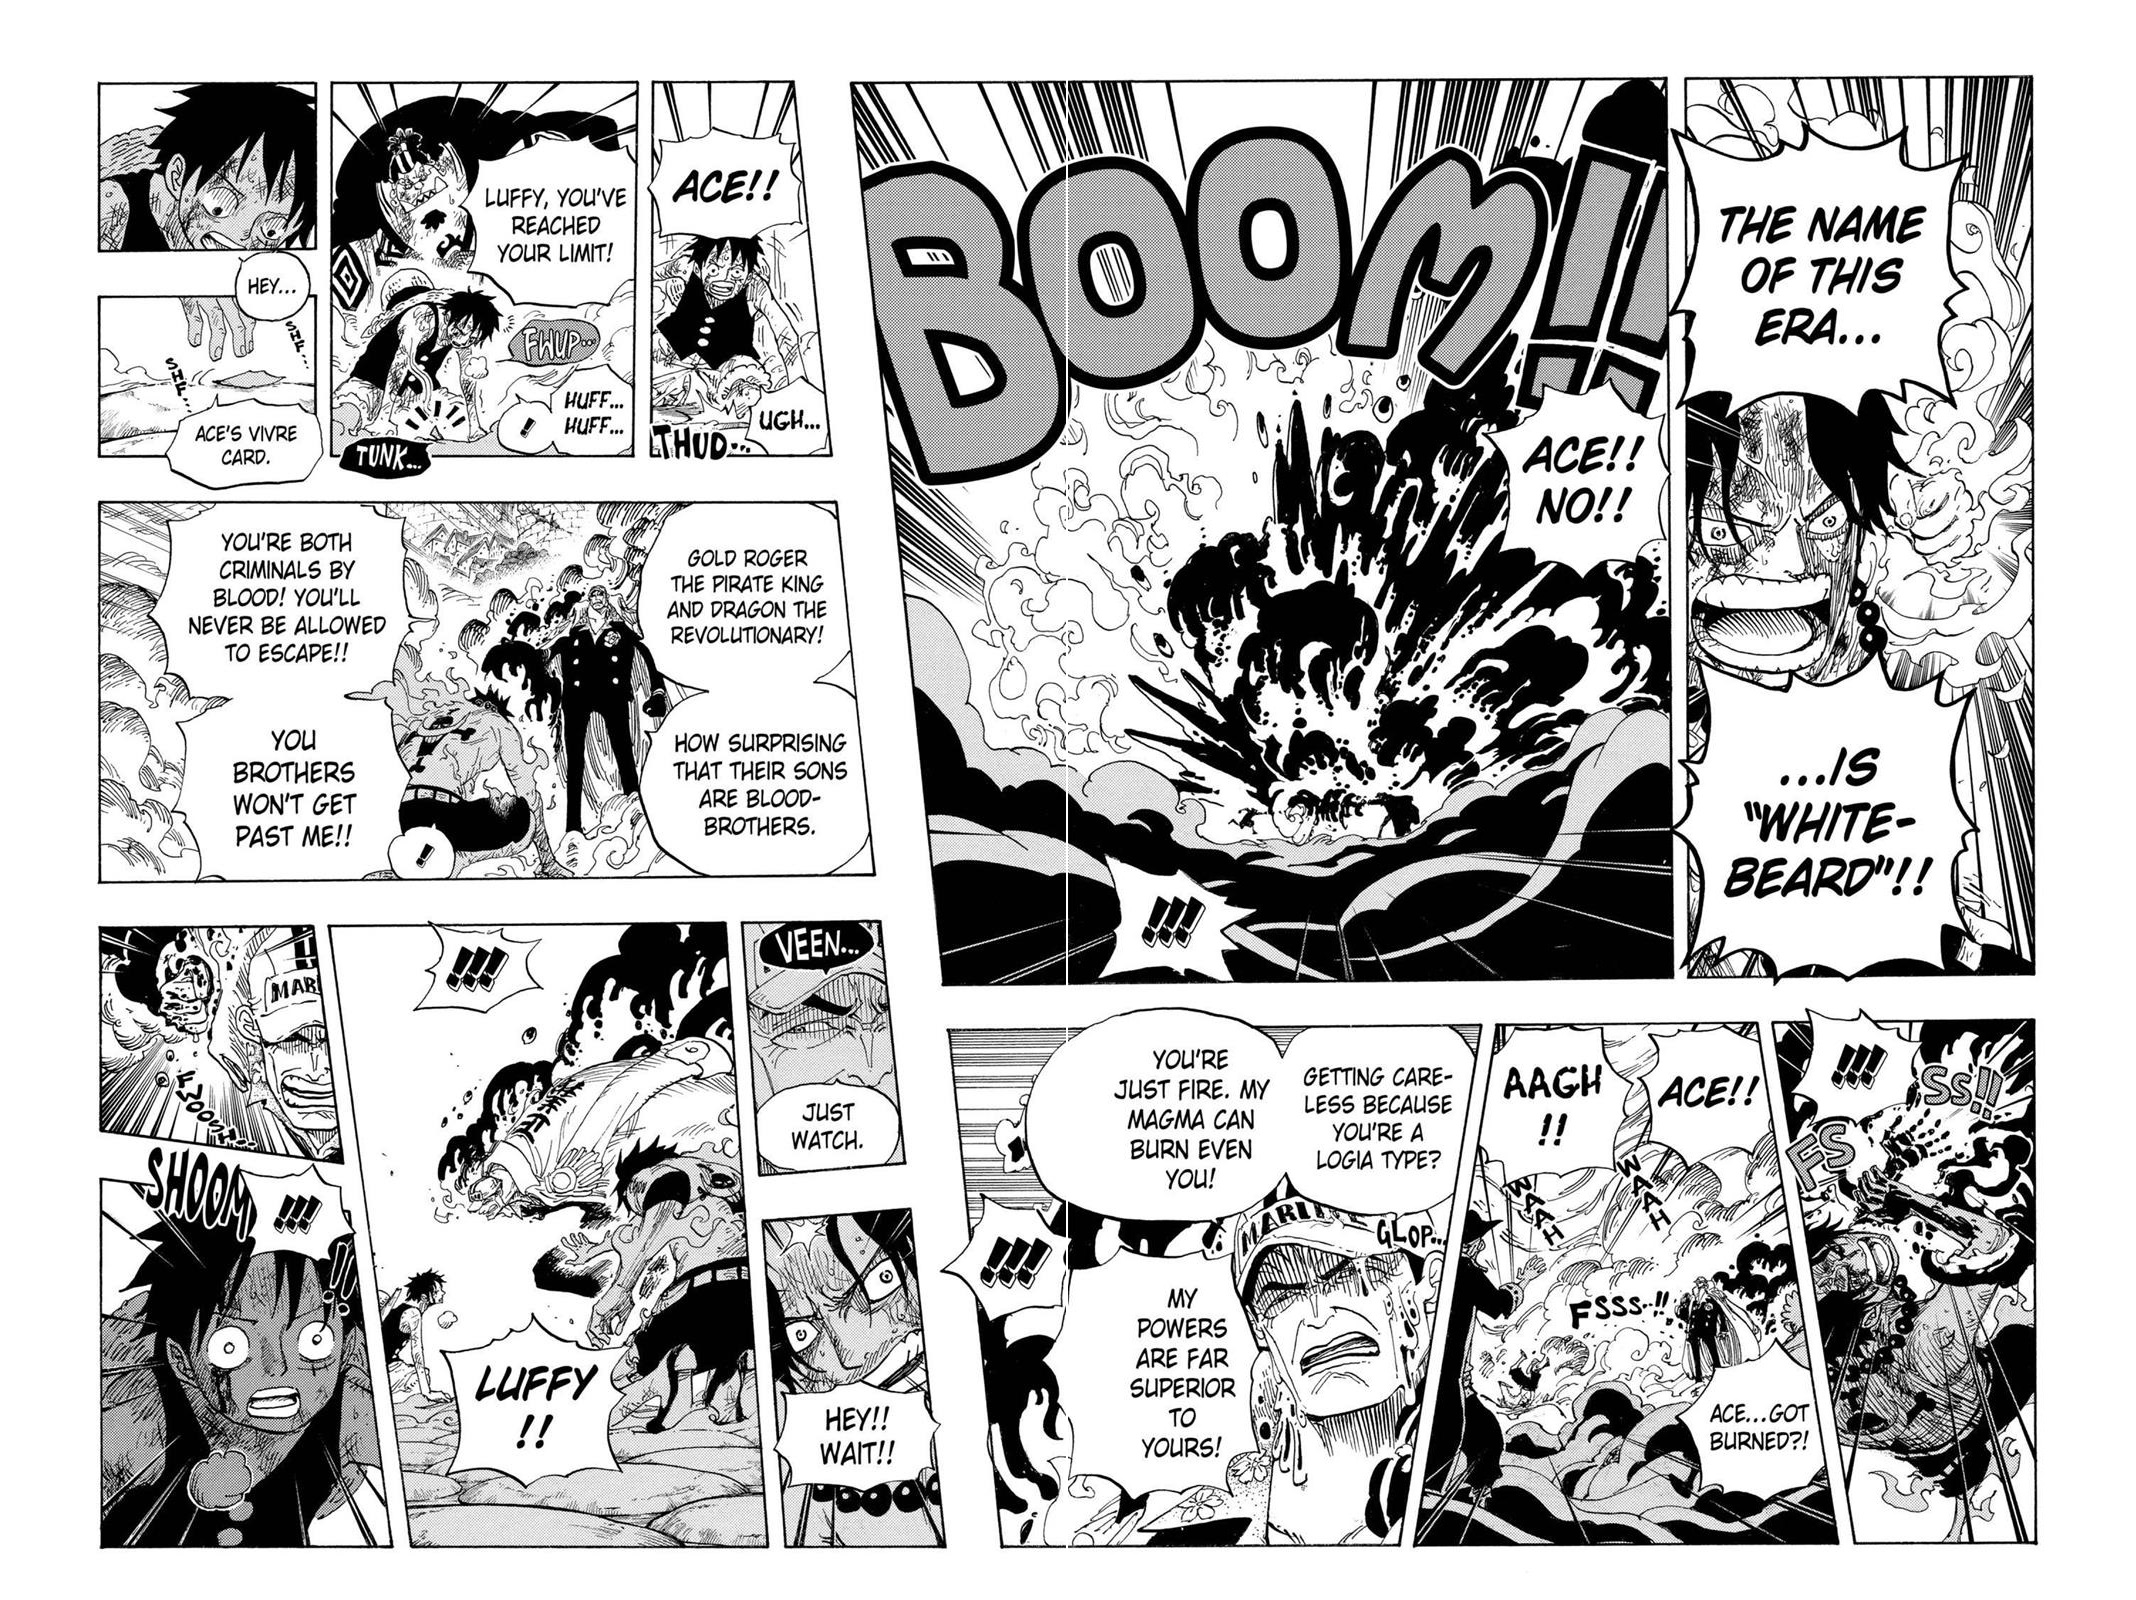 THE NAME
OF THIS
ERA...
...IS
"WHITE-
BEARD"!!
ACE!!
NO!!
BOOM!!
!!!
!!!
SS!!
FS
ACE!!
AAGH
!!
WAAH
WAAH
FSSS--!!
ACE...GOT
BURNED?!
GETTING CARE-
LESS BECAUSE
YOU'RE A
LOGIA TYPE?
YOU'RE
JUST FIRE. MY
MAGMA CAN
BURN EVEN
YOU!
MARINE
GLOP...
!!!
MY
POWERS
ARE FAR
SUPERIOR
TO
YOURS!
ACE!!
UGH...
THUD...
LUFFY, YOU'VE
REACHED
YOUR LIMIT!
FWUP...
HUFF...
HUFF...
!
TUNK...
HEY...
SHF...
SHF...
ACE'S VIVRE
CARD.
GOLD ROGER
THE PIRATE KING
AND DRAGON THE
REVOLUTIONARY!
HOW SURPRISING
THAT THEIR SONS
ARE BLOOD-
BROTHERS.
!
YOU'RE BOTH
CRIMINALS BY
BLOOD! YOU'LL
NEVER BE ALLOWED
TO ESCAPE!!
YOU
BROTHERS
WON'T GET
PAST ME!!
VEEN...
JUST
WATCH.
HEY!!
WAIT!!
!!!
LUFFY
!!
MARI
FWOOSH...
SHOOM
!!!
!!